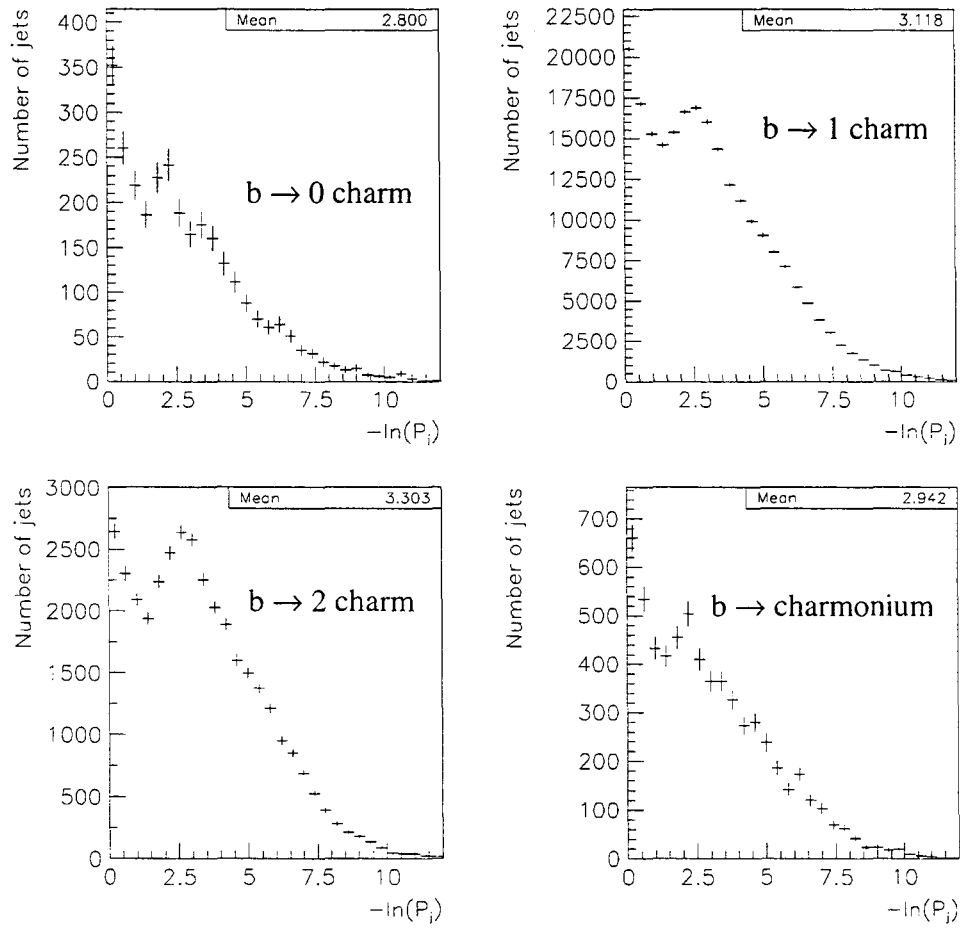 Number of jets
Mean 2.800
400
350
300
250
200
150
100
50
0
b → 0 charm
0 2.5 5 7.5 10
−ln(Pj)
Number of jets
Mean 3.118
22500
20000
17500
15000
12500
10000
7500
5000
2500
0
b → 1 charm
0 2.5 5 7.5 10
−ln(Pj)
Number of jets
Mean 3.303
3000
2500
2000
1500
1000
500
0
b → 2 charm
0 2.5 5 7.5 10
−ln(Pj)
Number of jets
Mean 2.942
700
600
500
400
300
200
100
0
b → charmonium
0 2.5 5 7.5 10
−ln(Pj)